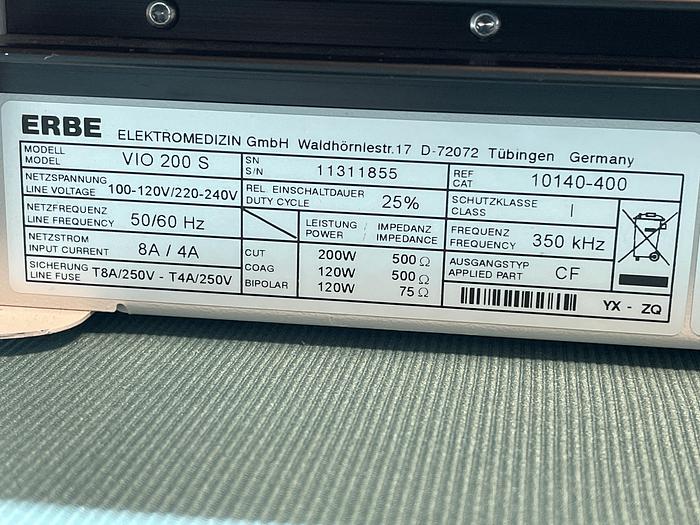 ERBE ELEKTROMEDIZIN GmbH Waldhörnlestr.17 D-72072 Tübingen Germany
MODELL
MODEL
VIO 200 S
SN
S/N
11311855
REF
CAT
10140-400
NETZSPANNUNG
LINE VOLTAGE
100-120V/220-240V
REL. EINSCHALTDAUER
DUTY CYCLE
25%
SCHUTZKLASSE
CLASS
I
NETZFREQUENZ
LINE FREQUENCY
50/60 Hz
LEISTUNG
POWER
IMPEDANZ
IMPEDANCE
FREQUENZ
FREQUENCY
350 kHz
NETZSTROM
INPUT CURRENT
8A / 4A
CUT 200W 500 Ω
COAG 120W 500 Ω
BIPOLAR 120W 75 Ω
AUSGANGSTYP
APPLIED PART
CF
SICHERUNG
LINE FUSE
T8A/250V - T4A/250V
YX - ZQ